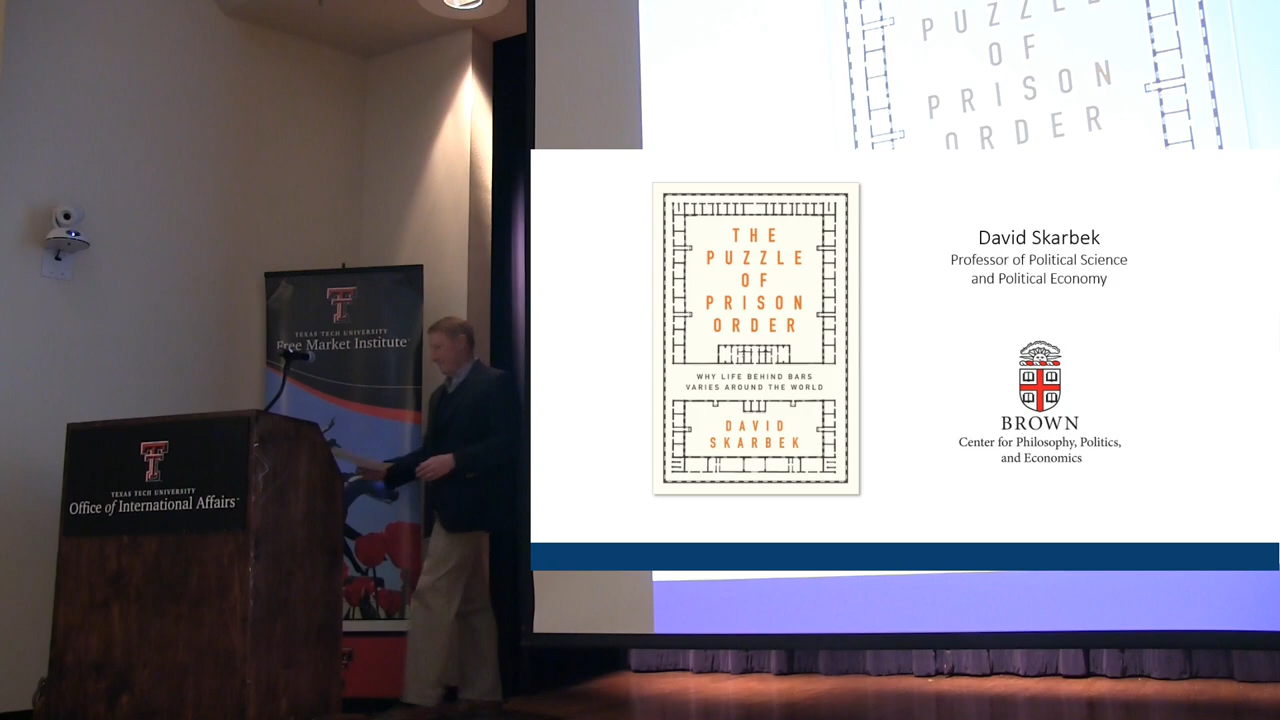 PUZZLE
OF
PRISON
ORDER
TEXAS TECH UNIVERSITY
Free Market Institute
TEXAS TECH UNIVERSITY
Office of International Affairs
THE
PUZZLE
OF
PRISON
ORDER
WHY LIFE BEHIND BARS
VARIES AROUND THE WORLD
DAVID
SKARBEK
David Skarbek
Professor of Political Science
and Political Economy
BROWN
Center for Philosophy, Politics,
and Economics